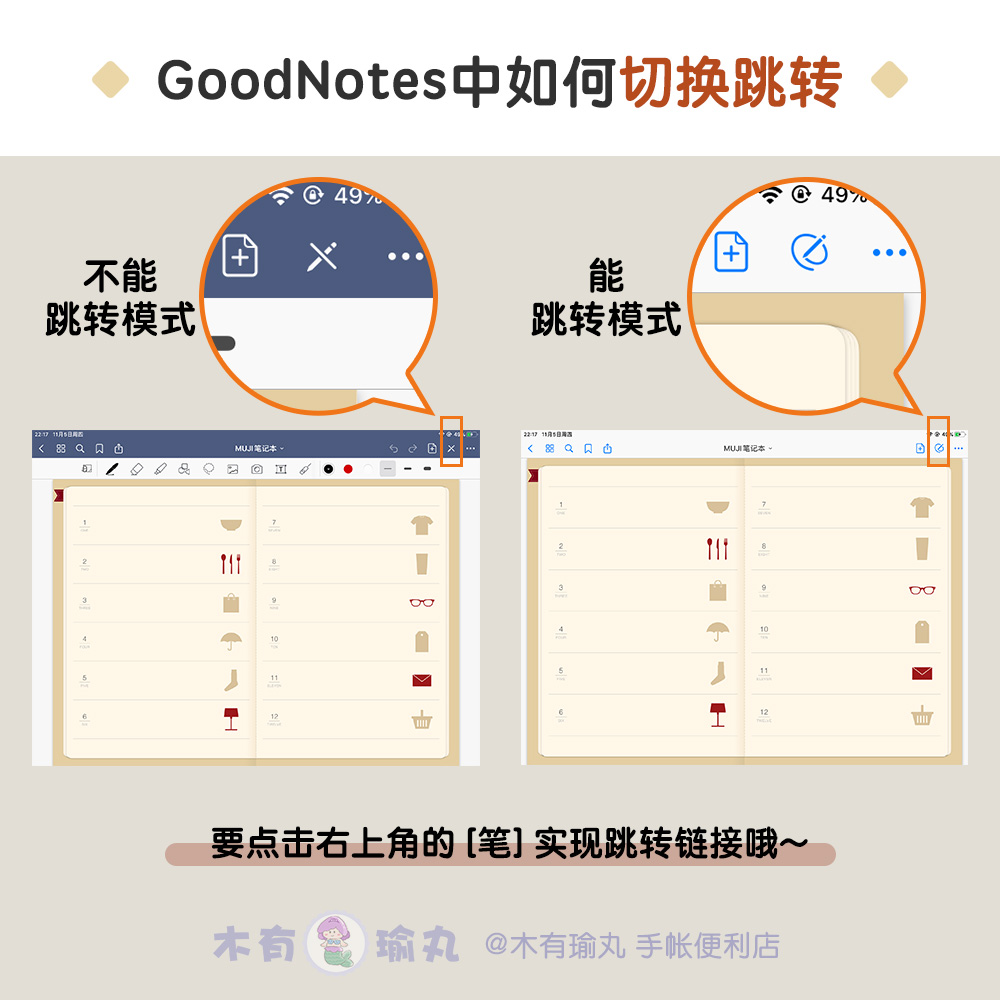 GoodNotes中如何切换跳转
49%
不能
跳转模式
49%
能
跳转模式
22:17 11月5日周四
MUJI笔记本
1
2
3
4
5
6
7
8
9
10
11
12
22:17 11月5日周四
MUJI笔记本
1
2
3
4
5
6
7
8
9
10
11
12
要点击右上角的 [笔] 实现跳转链接哦～
木有瑜丸 @木有瑜丸 手帐便利店